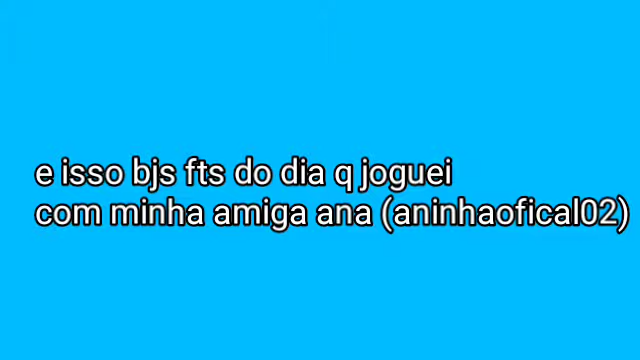 e isso bjs fts do dia q joguei
com minha amiga ana (aninhaofical02)